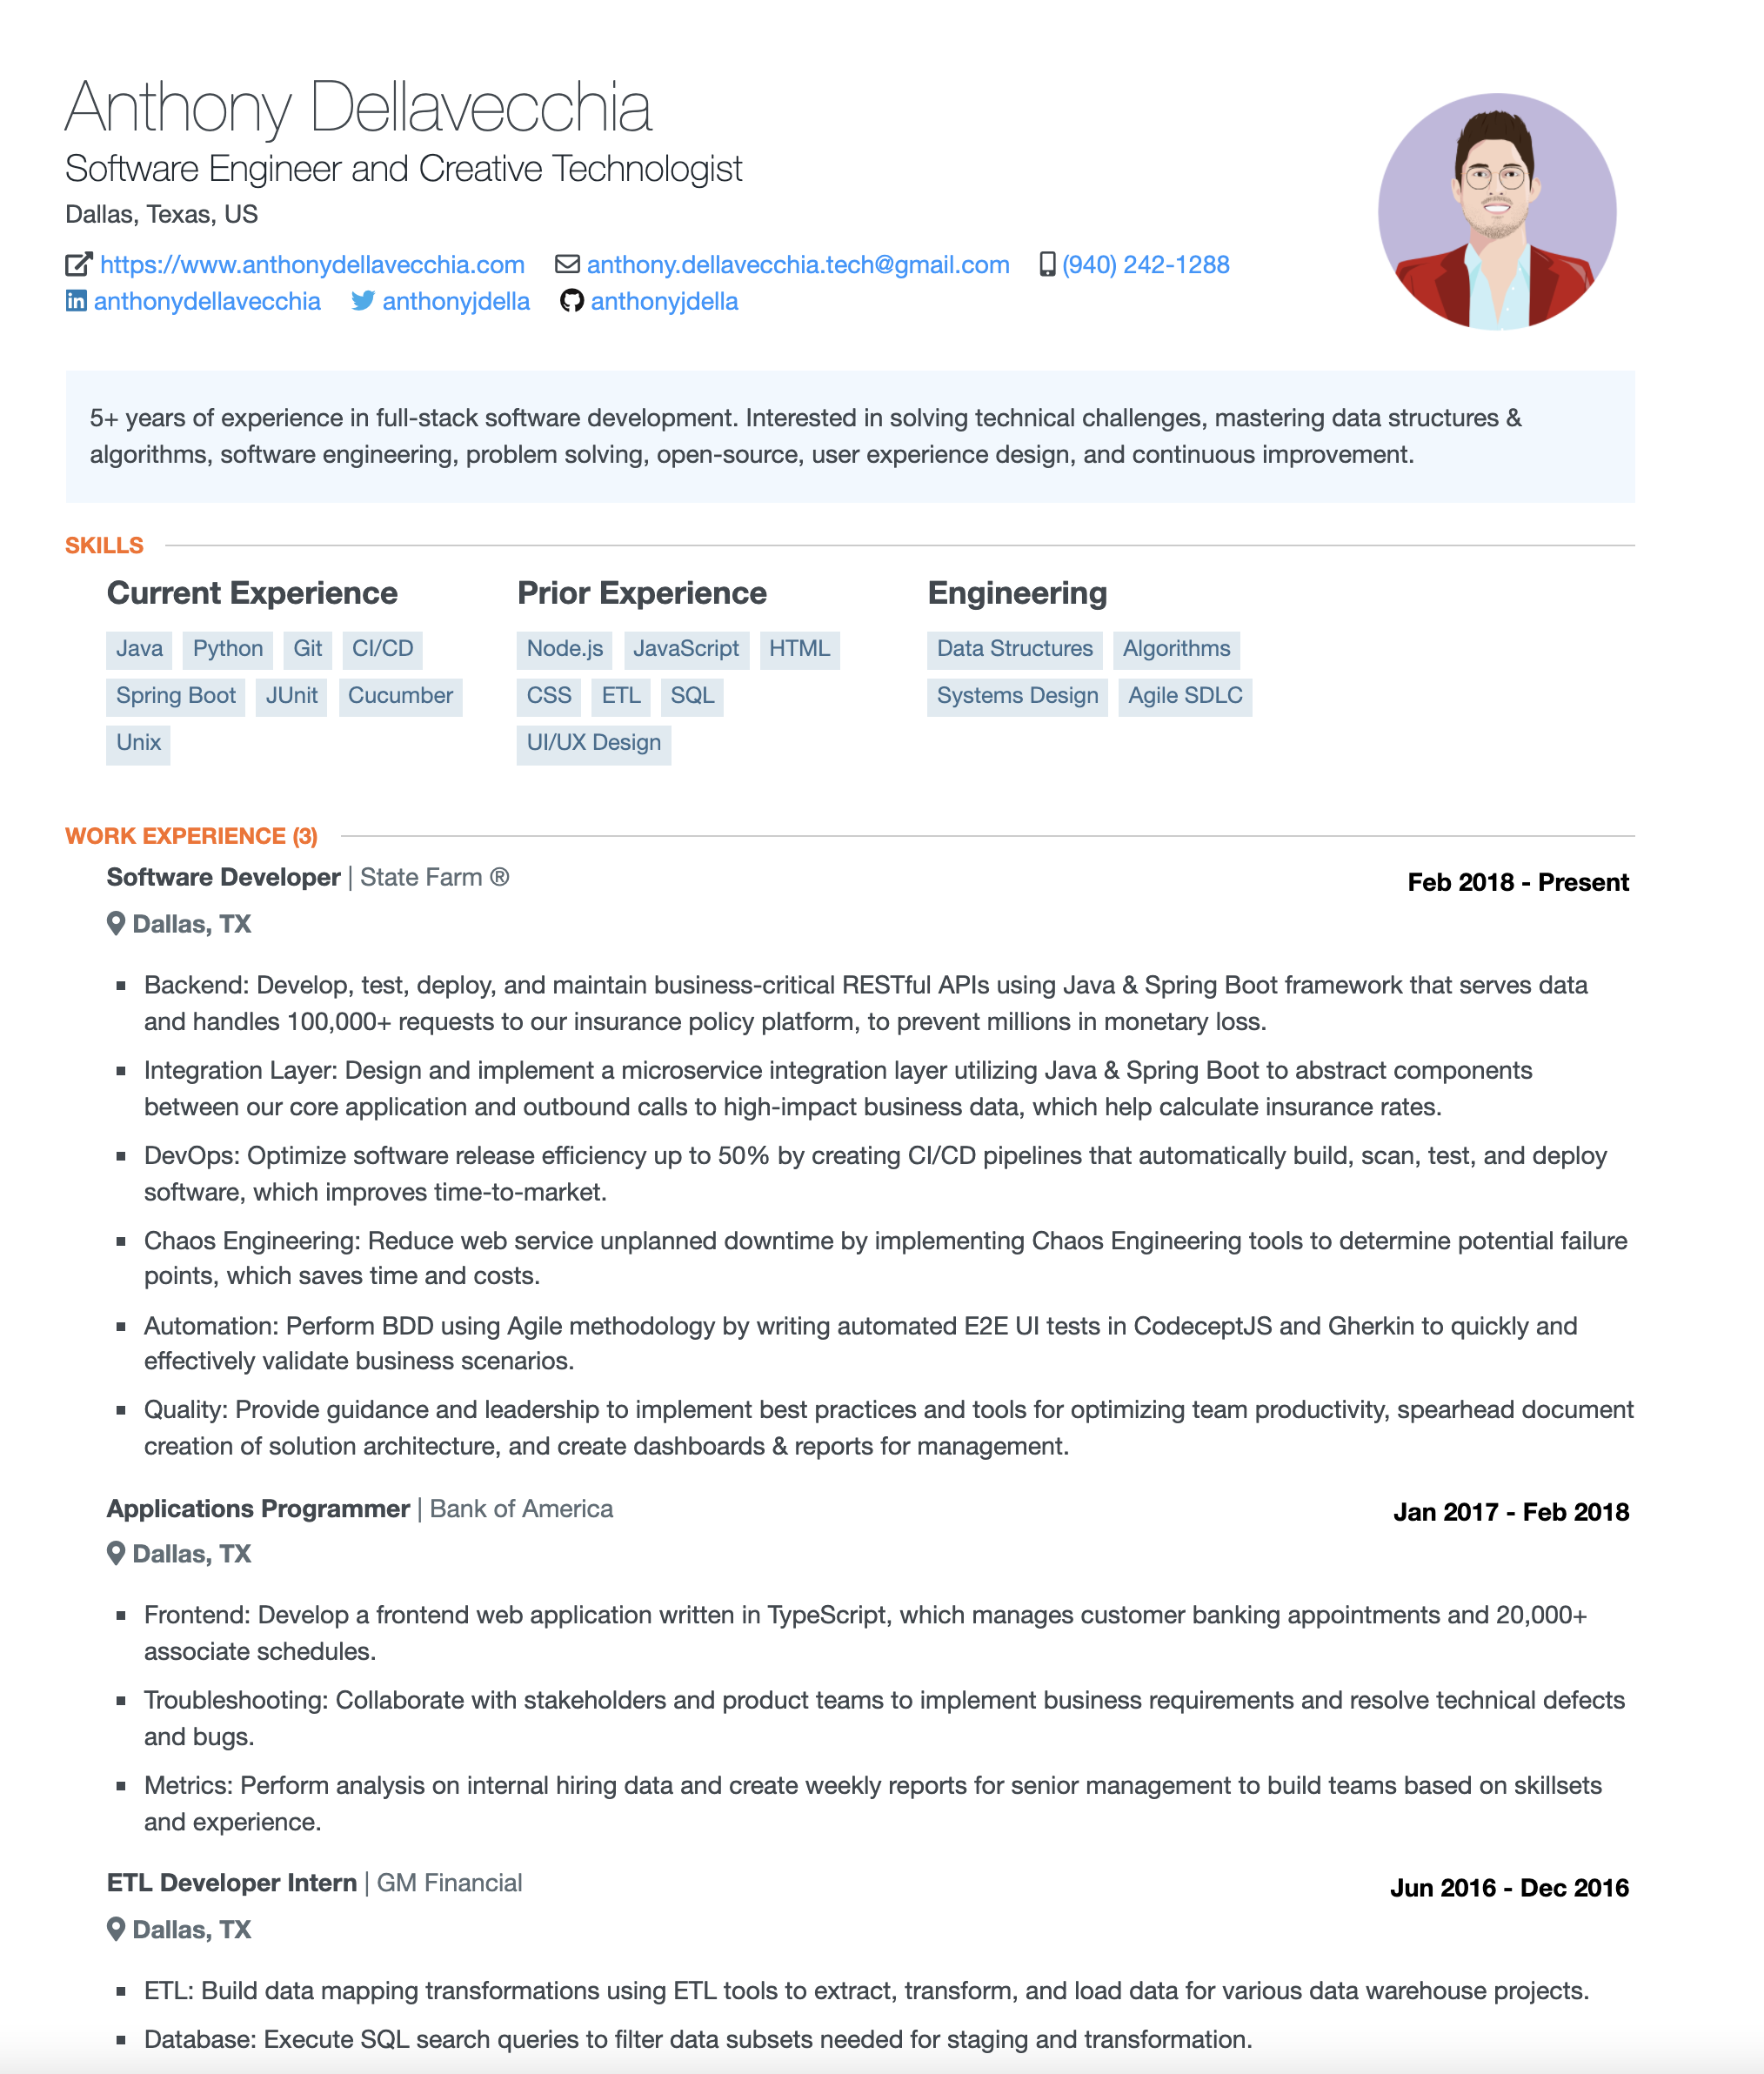 Anthony Dellavecchia
Software Engineer and Creative Technologist
Dallas, Texas, US
https://www.anthonydellavecchia.com anthony.dellavecchia.tech@gmail.com (940) 242-1288
anthonydellavecchia anthonyjdella anthonyjdella
5+ years of experience in full-stack software development. Interested in solving technical challenges, mastering data structures &
algorithms, software engineering, problem solving, open-source, user experience design, and continuous improvement.
SKILLS
Current Experience
Java Python Git CI/CD
Spring Boot JUnit Cucumber
Unix
Prior Experience
Node.js JavaScript HTML
CSS ETL SQL
UI/UX Design
Engineering
Data Structures Algorithms
Systems Design Agile SDLC
WORK EXPERIENCE (3)
Software Developer | State Farm ® Feb 2018 - Present
Dallas, TX
▪ Backend: Develop, test, deploy, and maintain business-critical RESTful APIs using Java & Spring Boot framework that serves data
and handles 100,000+ requests to our insurance policy platform, to prevent millions in monetary loss.
▪ Integration Layer: Design and implement a microservice integration layer utilizing Java & Spring Boot to abstract components
between our core application and outbound calls to high-impact business data, which help calculate insurance rates.
▪ DevOps: Optimize software release efficiency up to 50% by creating CI/CD pipelines that automatically build, scan, test, and deploy
software, which improves time-to-market.
▪ Chaos Engineering: Reduce web service unplanned downtime by implementing Chaos Engineering tools to determine potential failure
points, which saves time and costs.
▪ Automation: Perform BDD using Agile methodology by writing automated E2E UI tests in CodeceptJS and Gherkin to quickly and
effectively validate business scenarios.
▪ Quality: Provide guidance and leadership to implement best practices and tools for optimizing team productivity, spearhead document
creation of solution architecture, and create dashboards & reports for management.
Applications Programmer | Bank of America Jan 2017 - Feb 2018
Dallas, TX
▪ Frontend: Develop a frontend web application written in TypeScript, which manages customer banking appointments and 20,000+
associate schedules.
▪ Troubleshooting: Collaborate with stakeholders and product teams to implement business requirements and resolve technical defects
and bugs.
▪ Metrics: Perform analysis on internal hiring data and create weekly reports for senior management to build teams based on skillsets
and experience.
ETL Developer Intern | GM Financial Jun 2016 - Dec 2016
Dallas, TX
▪ ETL: Build data mapping transformations using ETL tools to extract, transform, and load data for various data warehouse projects.
▪ Database: Execute SQL search queries to filter data subsets needed for staging and transformation.